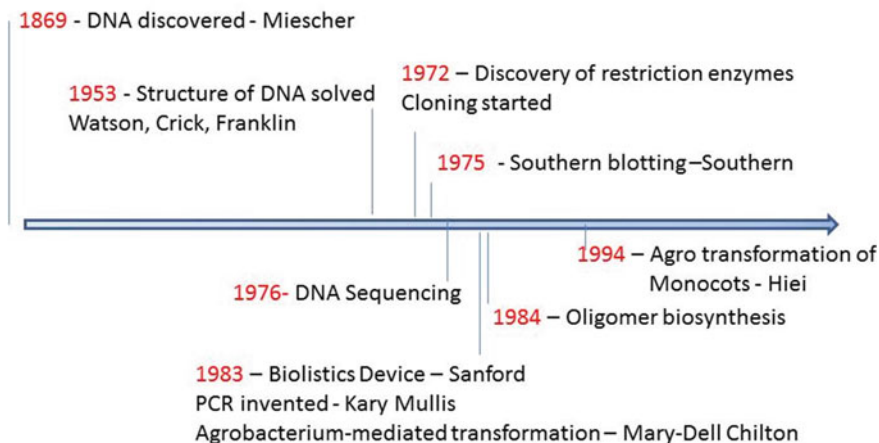 1869 - DNA discovered - Miescher
1953 - Structure of DNA solved
Watson, Crick, Franklin
1972 – Discovery of restriction enzymes
Cloning started
1975 - Southern blotting–Southern
1976- DNA Sequencing
1994 – Agro transformation of
Monocots - Hiei
1984 – Oligomer biosynthesis
1983 – Biolistics Device – Sanford
PCR invented - Kary Mullis
Agrobacterium-mediated transformation – Mary-Dell Chilton